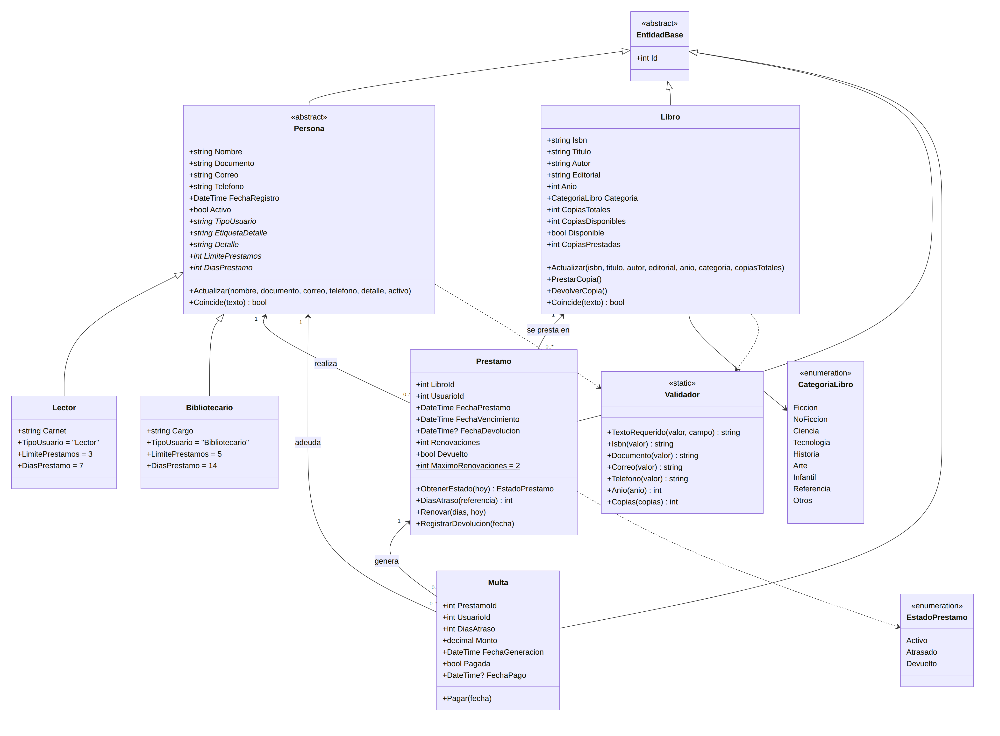 «abstract»
EntidadBase
+int Id
«abstract»
Persona
+string Nombre
+string Documento
+string Correo
+string Telefono
+DateTime FechaRegistro
+bool Activo
+string TipoUsuario
+string EtiquetaDetalle
+string Detalle
+int LimitePrestamos
+int DiasPrestamo
+Actualizar(nombre, documento, correo, telefono, detalle, activo)
+Coincide(texto) : bool
Libro
+string Isbn
+string Titulo
+string Autor
+string Editorial
+int Anio
+CategoriaLibro Categoria
+int CopiasTotales
+int CopiasDisponibles
+bool Disponible
+int CopiasPrestadas
+Actualizar(isbn, titulo, autor, editorial, anio, categoria, copiasTotales)
+PrestarCopia()
+DevolverCopia()
+Coincide(texto) : bool
1
1
1
se presta en
0..*
realiza
0..*
adeuda
Lector
+string Carnet
+TipoUsuario = "Lector"
+LimitePrestamos = 3
+DiasPrestamo = 7
Bibliotecario
+string Cargo
+TipoUsuario = "Bibliotecario"
+LimitePrestamos = 5
+DiasPrestamo = 14
Prestamo
+int LibroId
+int UsuarioId
+DateTime FechaPrestamo
+DateTime FechaVencimiento
+DateTime? FechaDevolucion
+int Renovaciones
+bool Devuelto
+int MaximoRenovaciones = 2
+ObtenerEstado(hoy) : EstadoPrestamo
+DiasAtraso(referencia) : int
+Renovar(dias, hoy)
+RegistrarDevolucion(fecha)
«static»
Validador
+TextoRequerido(valor, campo) : string
+Isbn(valor) : string
+Documento(valor) : string
+Correo(valor) : string
+Telefono(valor) : string
+Anio(anio) : int
+Copias(copias) : int
«enumeration»
CategoriaLibro
Ficcion
NoFiccion
Ciencia
Tecnologia
Historia
Arte
Infantil
Referencia
Otros
1
genera
0.
0..*
Multa
+int PrestamoId
+int UsuarioId
+int DiasAtraso
+decimal Monto
+DateTime FechaGeneracion
+bool Pagada
+DateTime? FechaPago
+Pagar(fecha)
«enumeration»
EstadoPrestamo
Activo
Atrasado
Devuelto